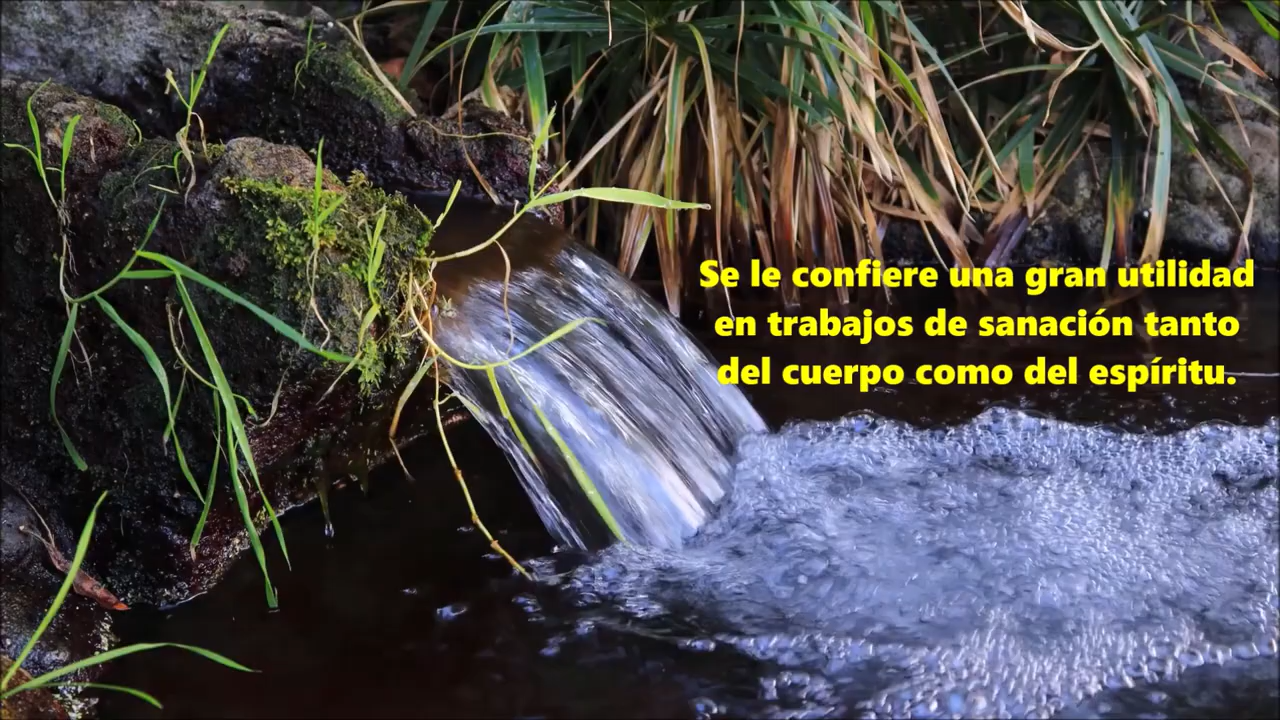 Se le confiere una gran utilidad
en trabajos de sanación tanto
del cuerpo como del espíritu.